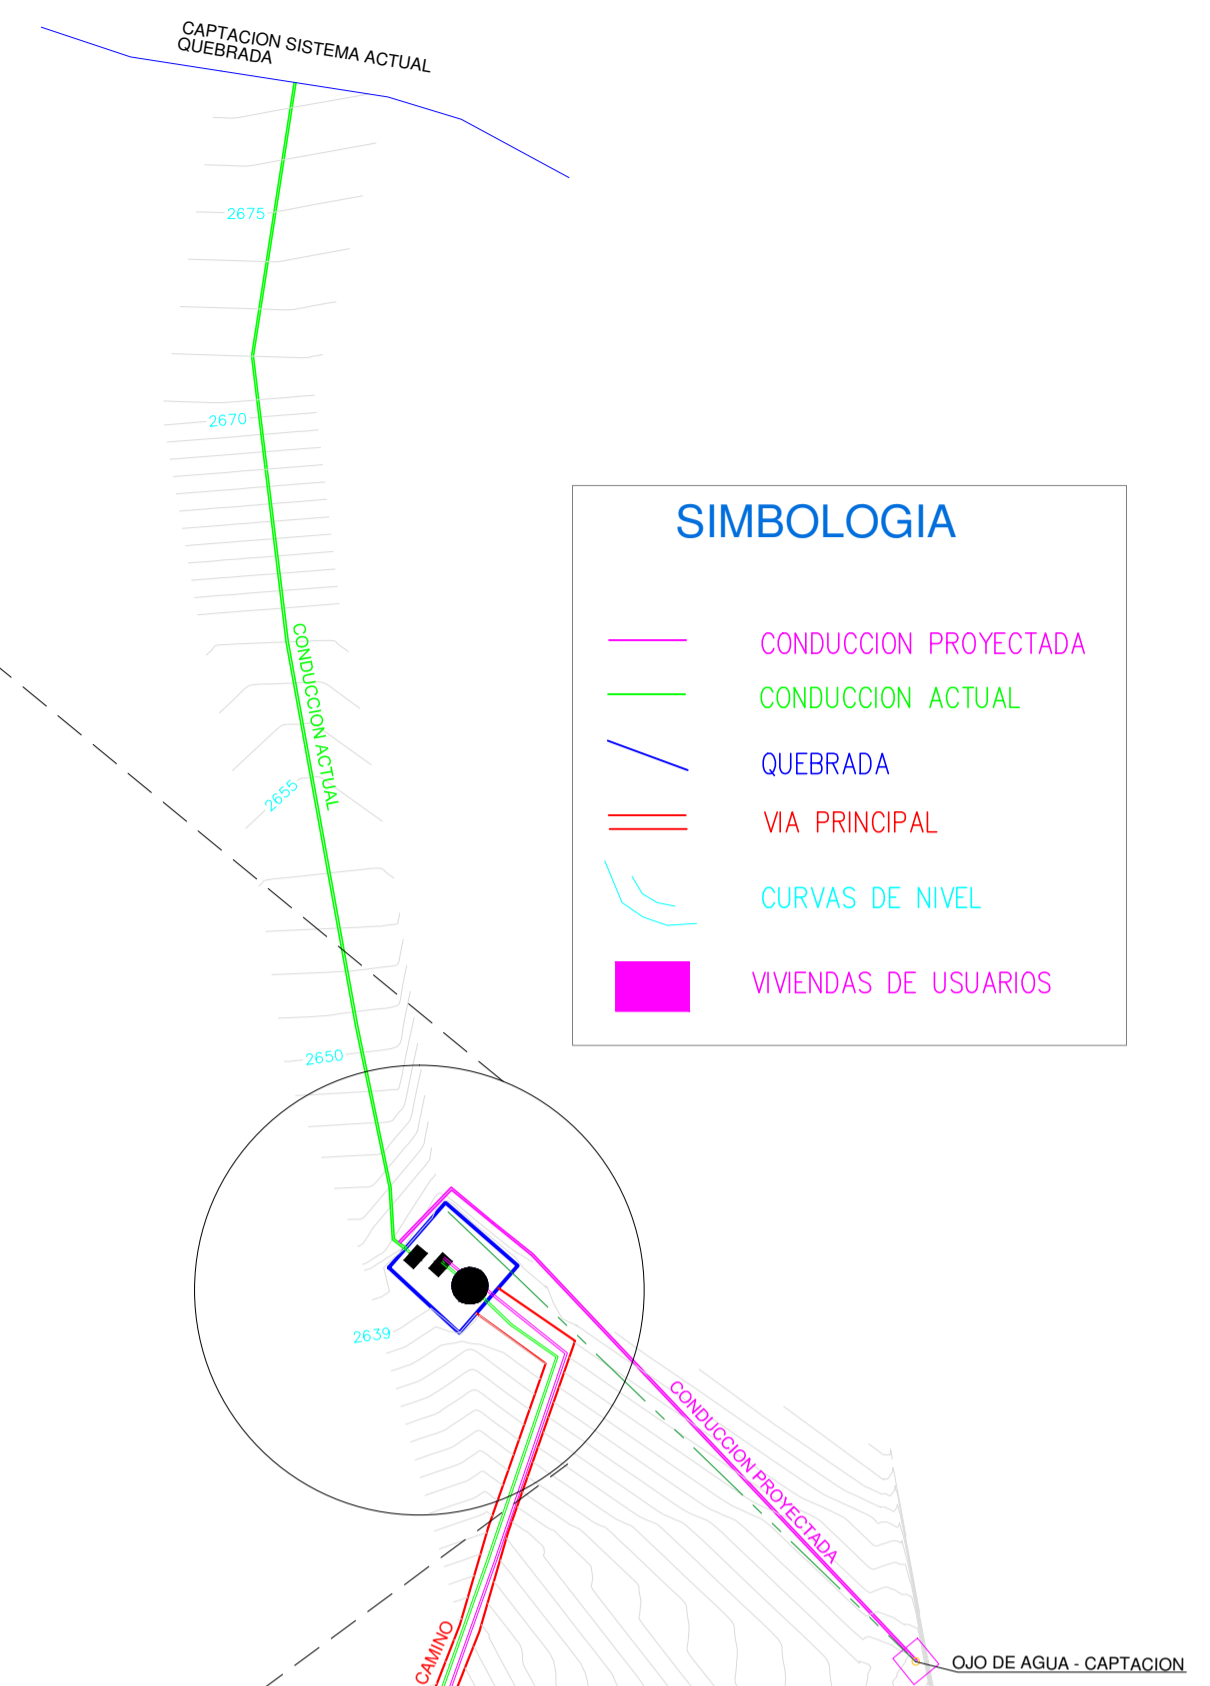 CAPTACION SISTEMA ACTUAL
QUEBRADA
2675
2670
SIMBOLOGIA
CONDUCCION PROYECTADA
CONDUCCION ACTUAL
QUEBRADA
VIA PRINCIPAL
CURVAS DE NIVEL
VIVIENDAS DE USUARIOS
CONDUCCION ACTUAL
2655
2650
2639
CONDUCCION PROYECTADA
CAMINO
OJO DE AGUA - CAPTACION